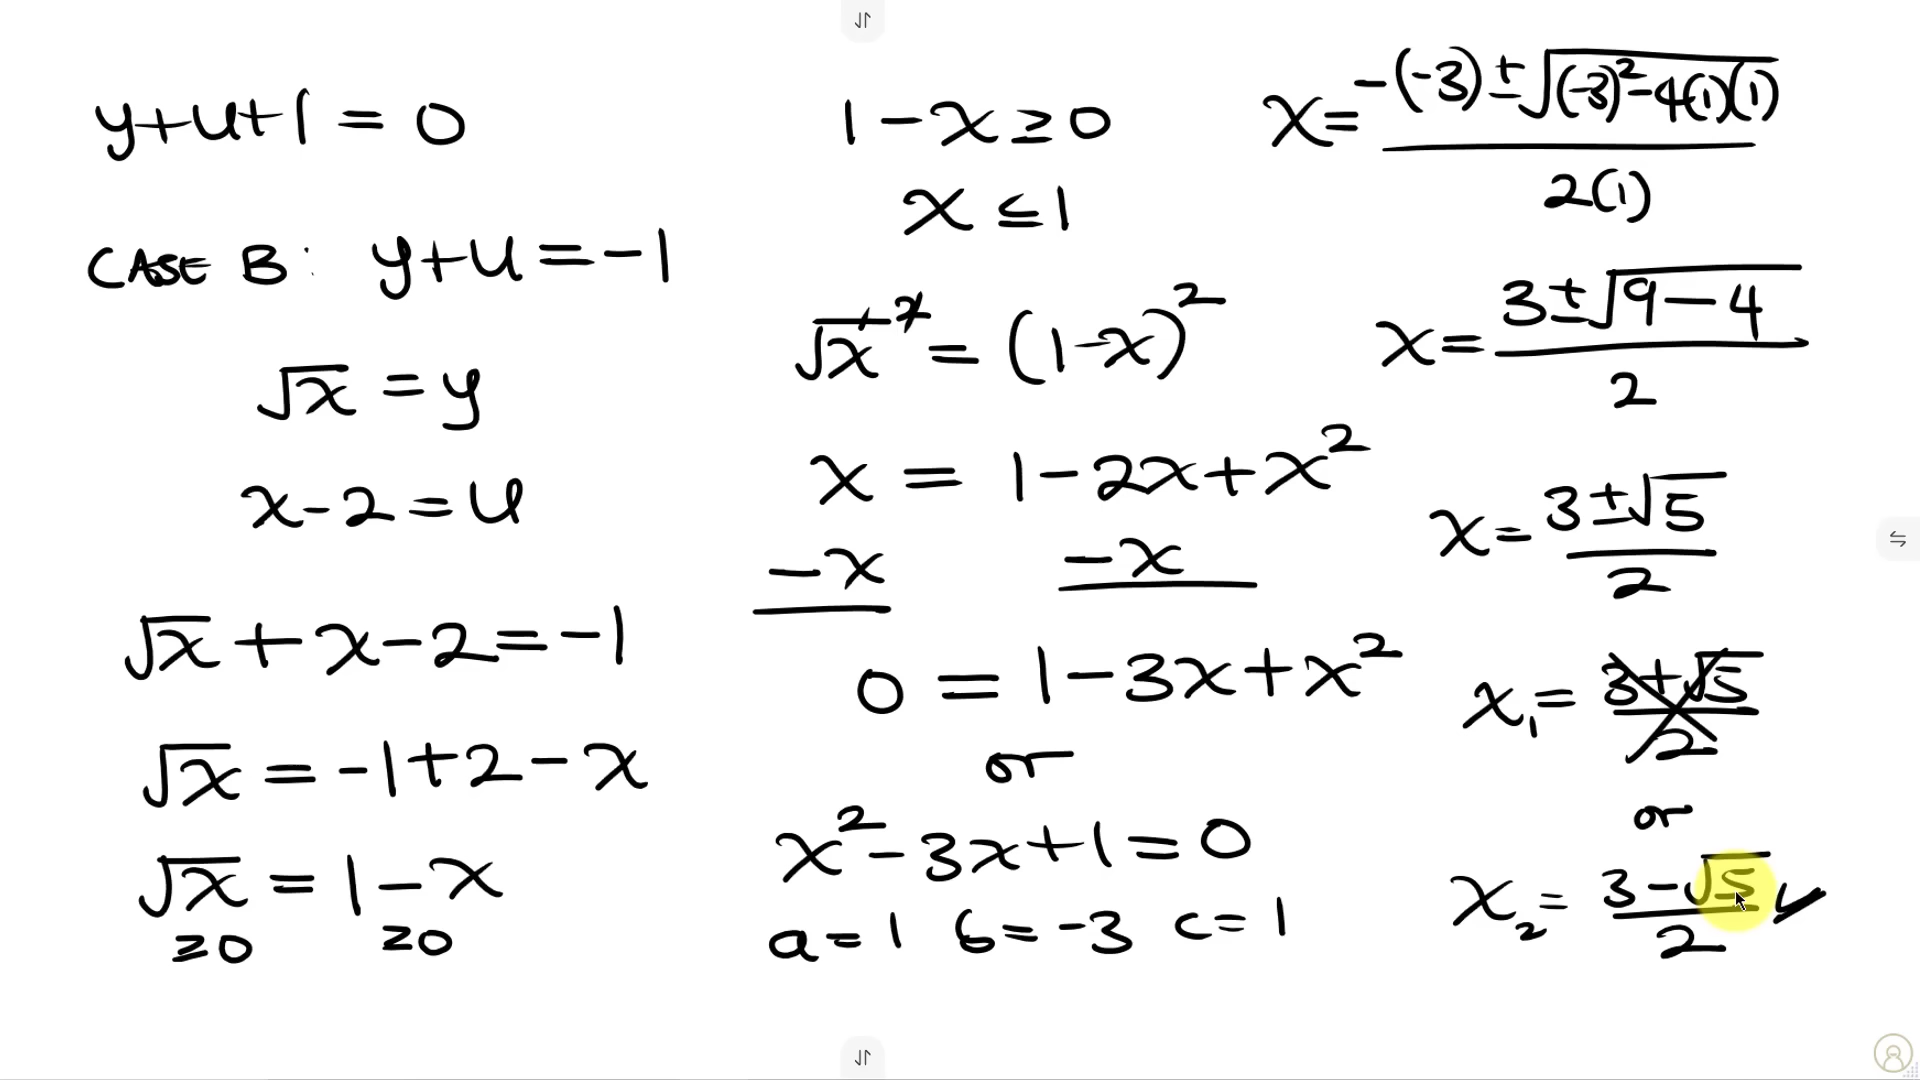 y+u+1 = 0
CASE B: y+u = -1
√x = y
x-2 = u
√x + x-2 = -1
√x = -1+2-x
√x = 1-x
≥0 ≥0
1-x ≥ 0
x ≤ 1
√x² = (1-x)²
x = 1-2x+x²
-x -x
0 = 1-3x+x²
or
x²-3x+1 = 0
a=1 b=-3 c=1
x = (-(-3)±√((-3)²-4(1)(1)))/(2(1))
x = (3±√(9-4))/2
x = (3±√5)/2
x₁ = (3+√5)/2
or
x₂ = (3-√5)/2 ✓